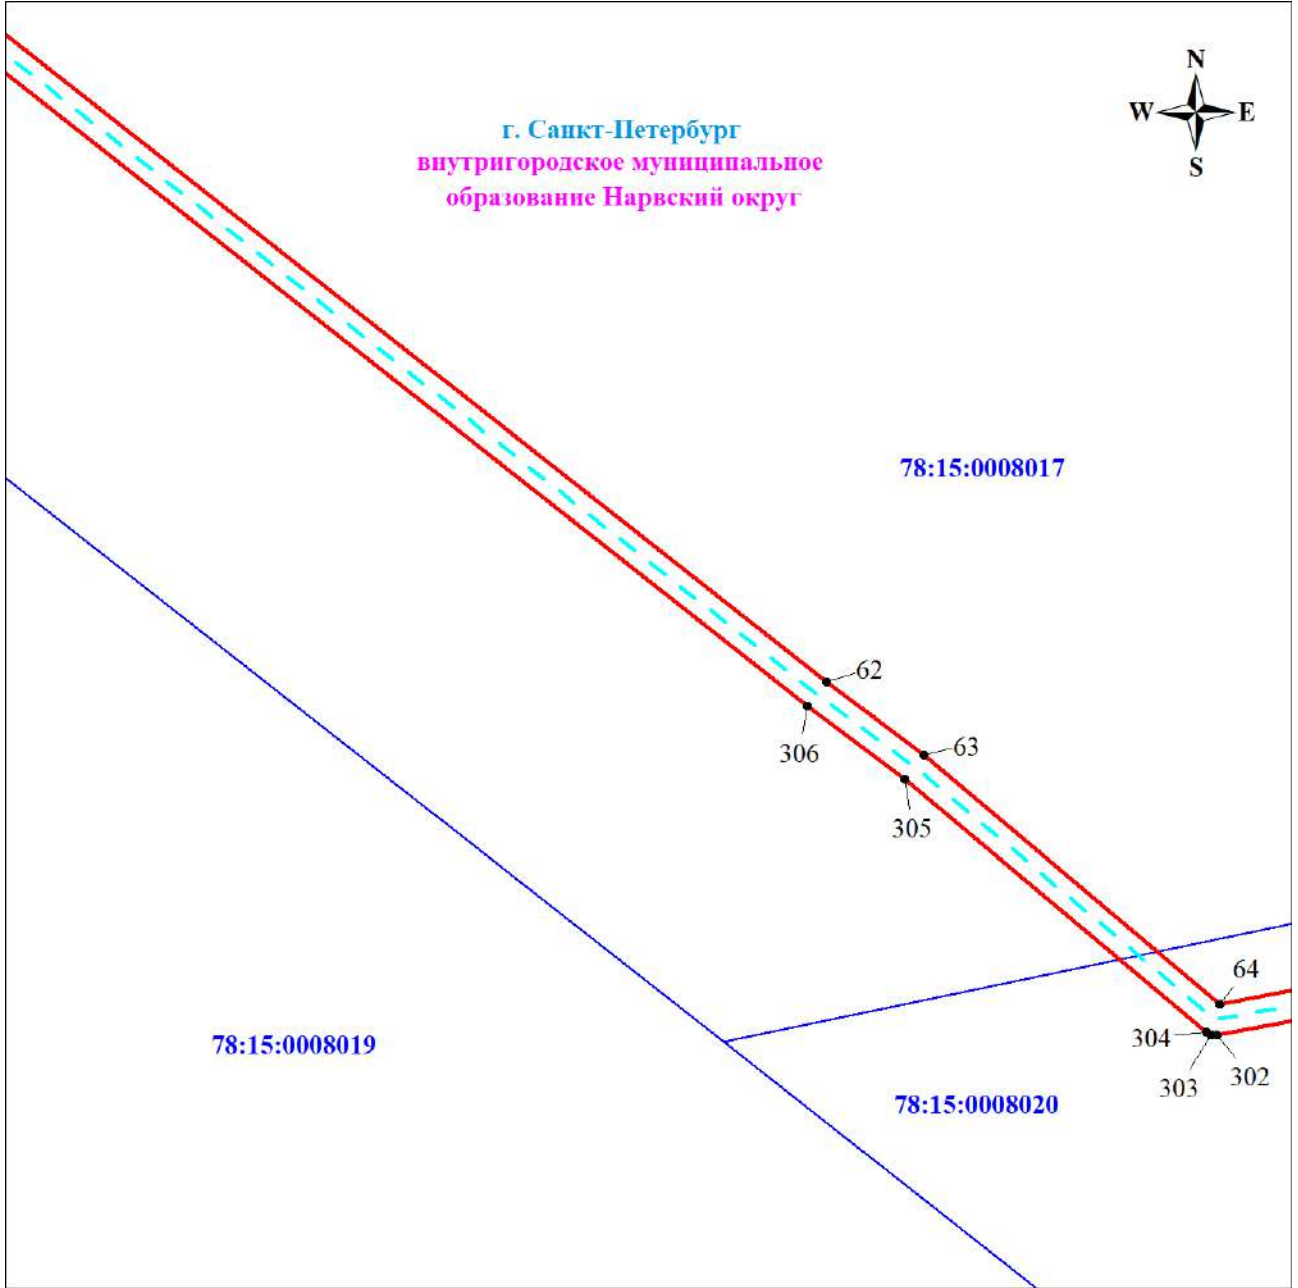 N
W E
S
г. Санкт-Петербург
внутригородское муниципальное
образование Нарвский округ
78:15:0008017
62
63
306
305
64
304
303
302
78:15:0008019
78:15:0008020